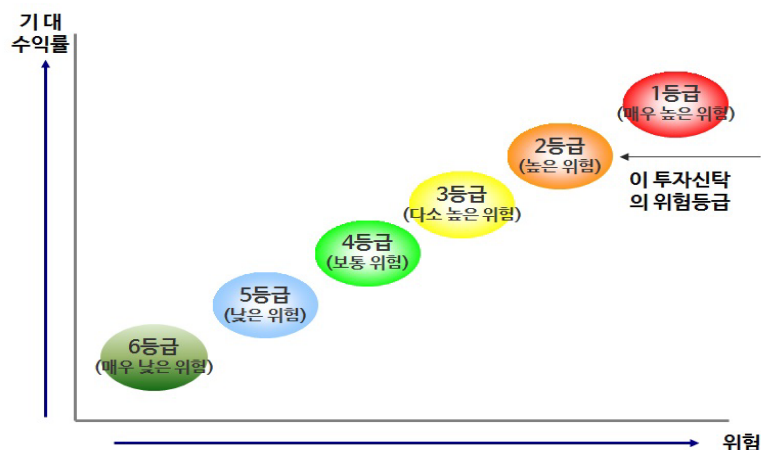 기 대
수익률
1등급
(매우 높은 위험)
2등급
(높은 위험)
이 투자신탁
의 위험등급
3등급
(다소 높은 위험)
4등급
(보통 위험)
5등급
(낮은 위험)
6등급
(매우 낮은 위험)
위험